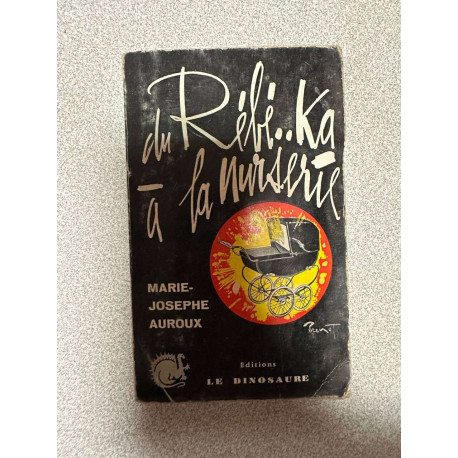 du Rébé..Ka
à la nurserie
MARIE-
JOSEPHE
AUROUX
Editions
LE DINOSAURE